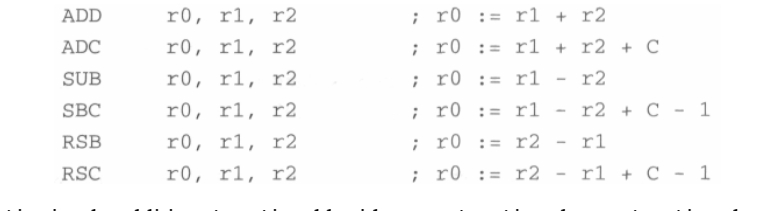 ADD r0, r1, r2 ; r0 := r1 + r2
ADC r0, r1, r2 ; r0 := r1 + r2 + C
SUB r0, r1, r2 ; r0 := r1 - r2
SBC r0, r1, r2 ; r0 := r1 - r2 + C - 1
RSB r0, r1, r2 ; r0 := r2 - r1
RSC r0, r1, r2 ; r0 := r2 - r1 + C - 1